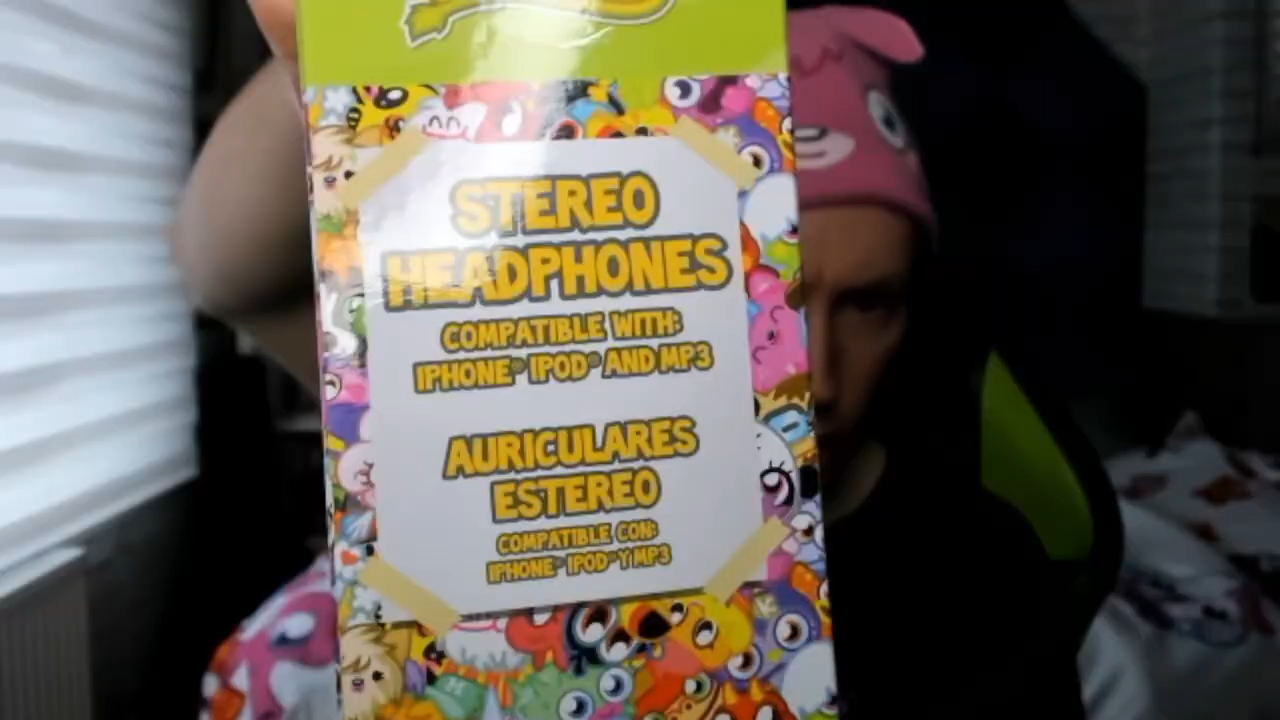 STEREO
HEADPHONES
COMPATIBLE WITH:
IPHONE® IPOD® AND MP3
AURICULARES
ESTEREO
COMPATIBLE CON:
IPHONE® IPOD® Y MP3